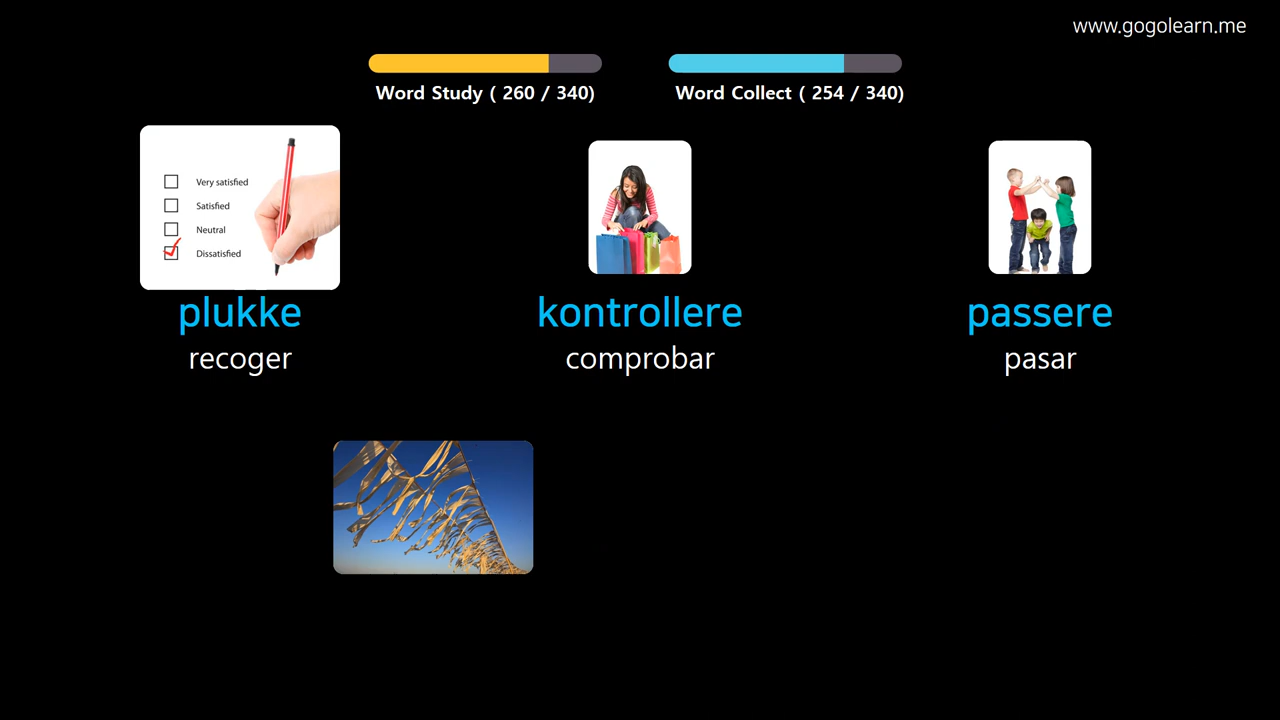 www.gogolearn.me
Word Study ( 260 / 340)
Word Collect ( 254 / 340)
Very satisfied
Satisfied
Neutral
Dissatisfied
plukke
kontrollere
passere
recoger
comprobar
pasar